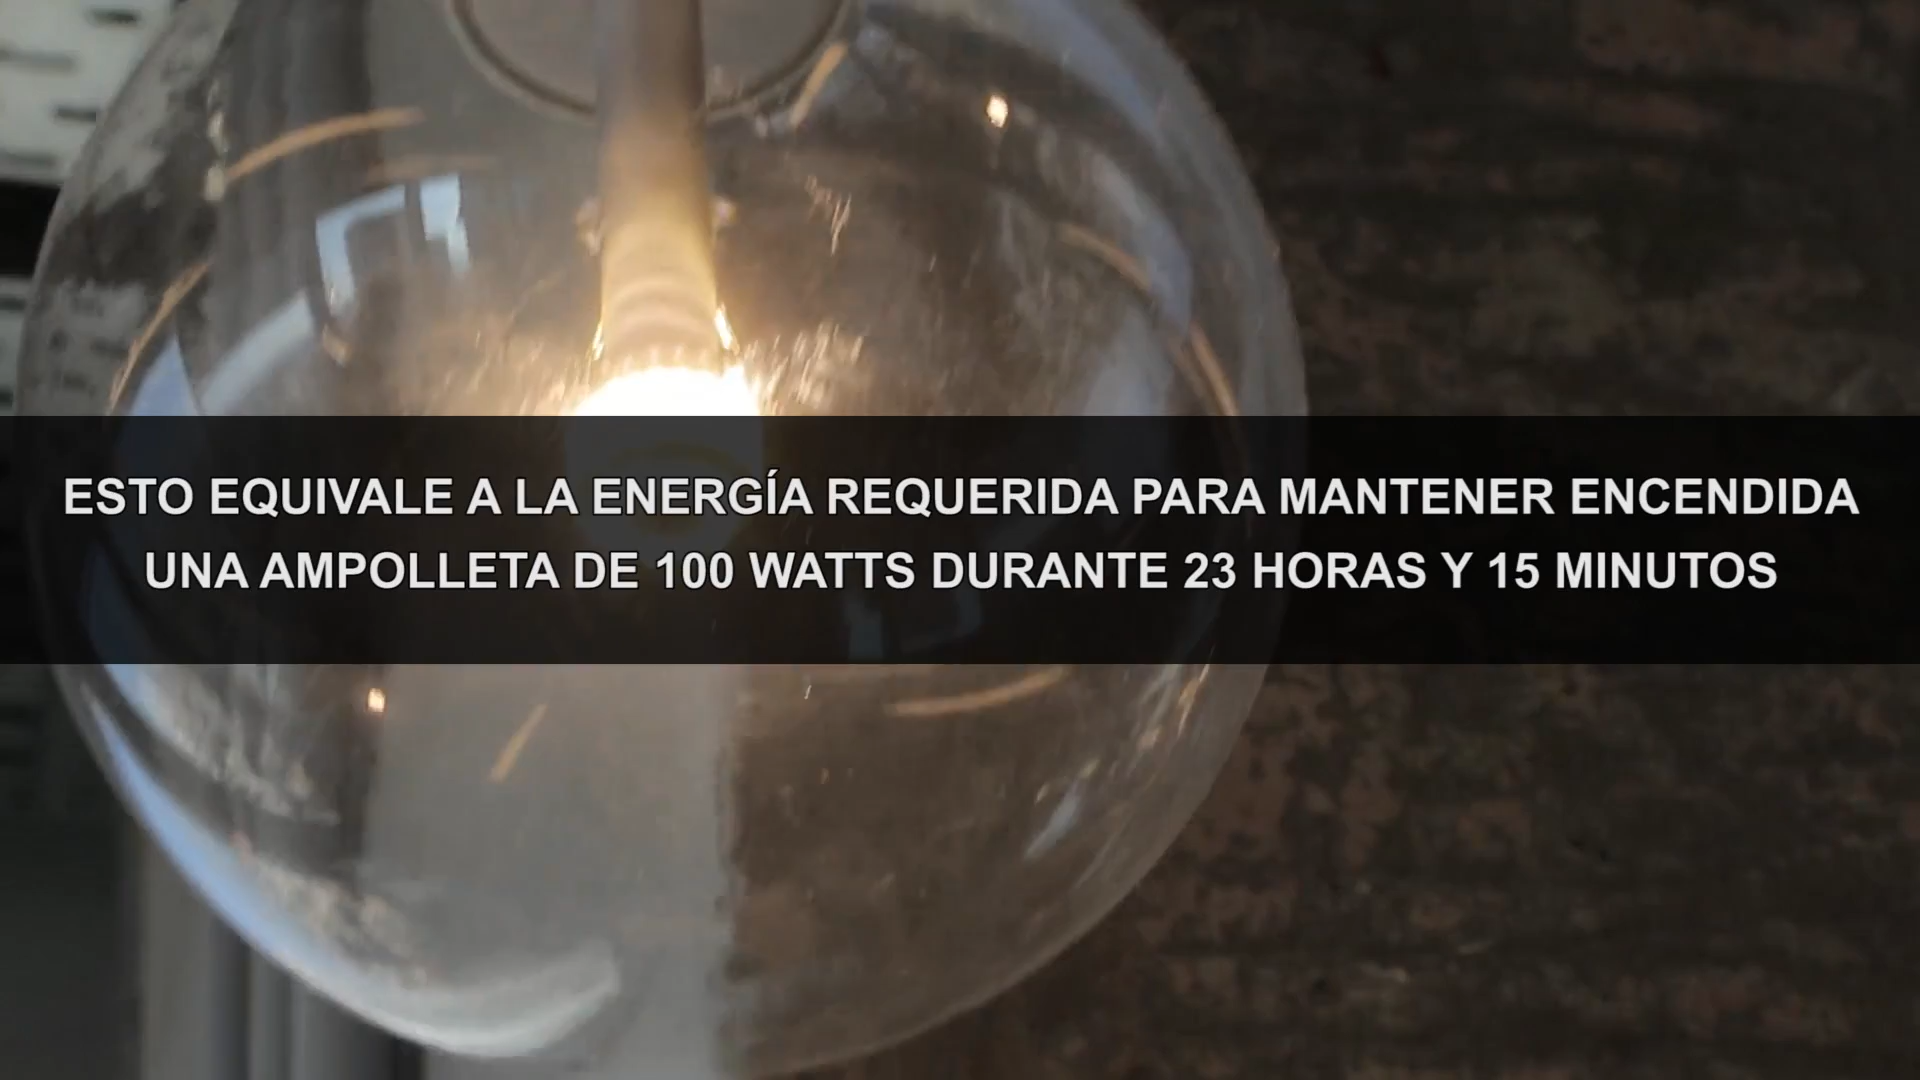 ESTO EQUIVALE A LA ENERGÍA REQUERIDA PARA MANTENER ENCENDIDA
UNA AMPOLLETA DE 100 WATTS DURANTE 23 HORAS Y 15 MINUTOS